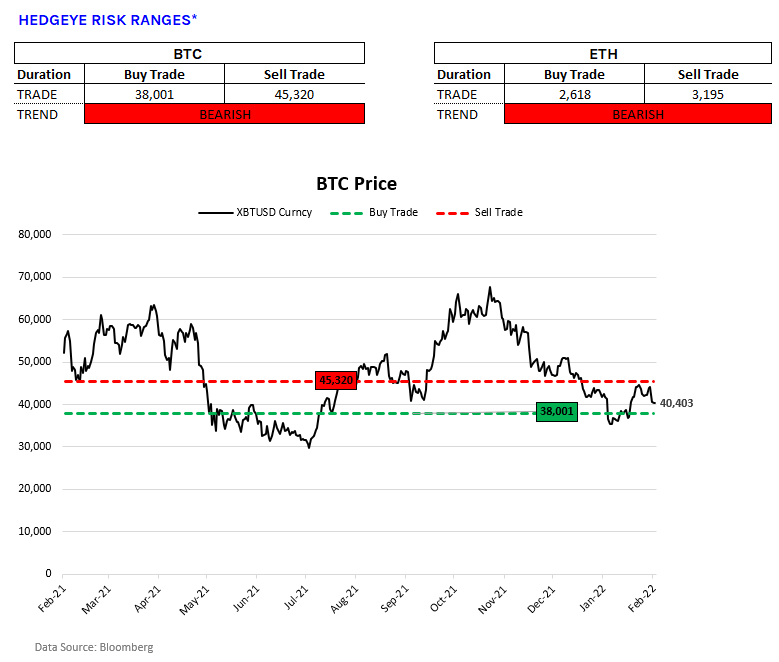 HEDGEYE RISK RANGES*
BTC
Duration Buy Trade Sell Trade
TRADE 38,001 45,320
TREND BEARISH
ETH
Duration Buy Trade Sell Trade
TRADE 2,618 3,195
TREND BEARISH
BTC Price
XBTUSD Curncy Buy Trade Sell Trade
80,000
70,000
60,000
50,000
40,000
30,000
20,000
10,000
0
45,320
38,001
40,403
Feb-21 Mar-21 Apr-21 May-21 Jun-21 Jul-21 Aug-21 Sep-21 Oct-21 Nov-21 Dec-21 Jan-22 Feb-22
Data Source: Bloomberg